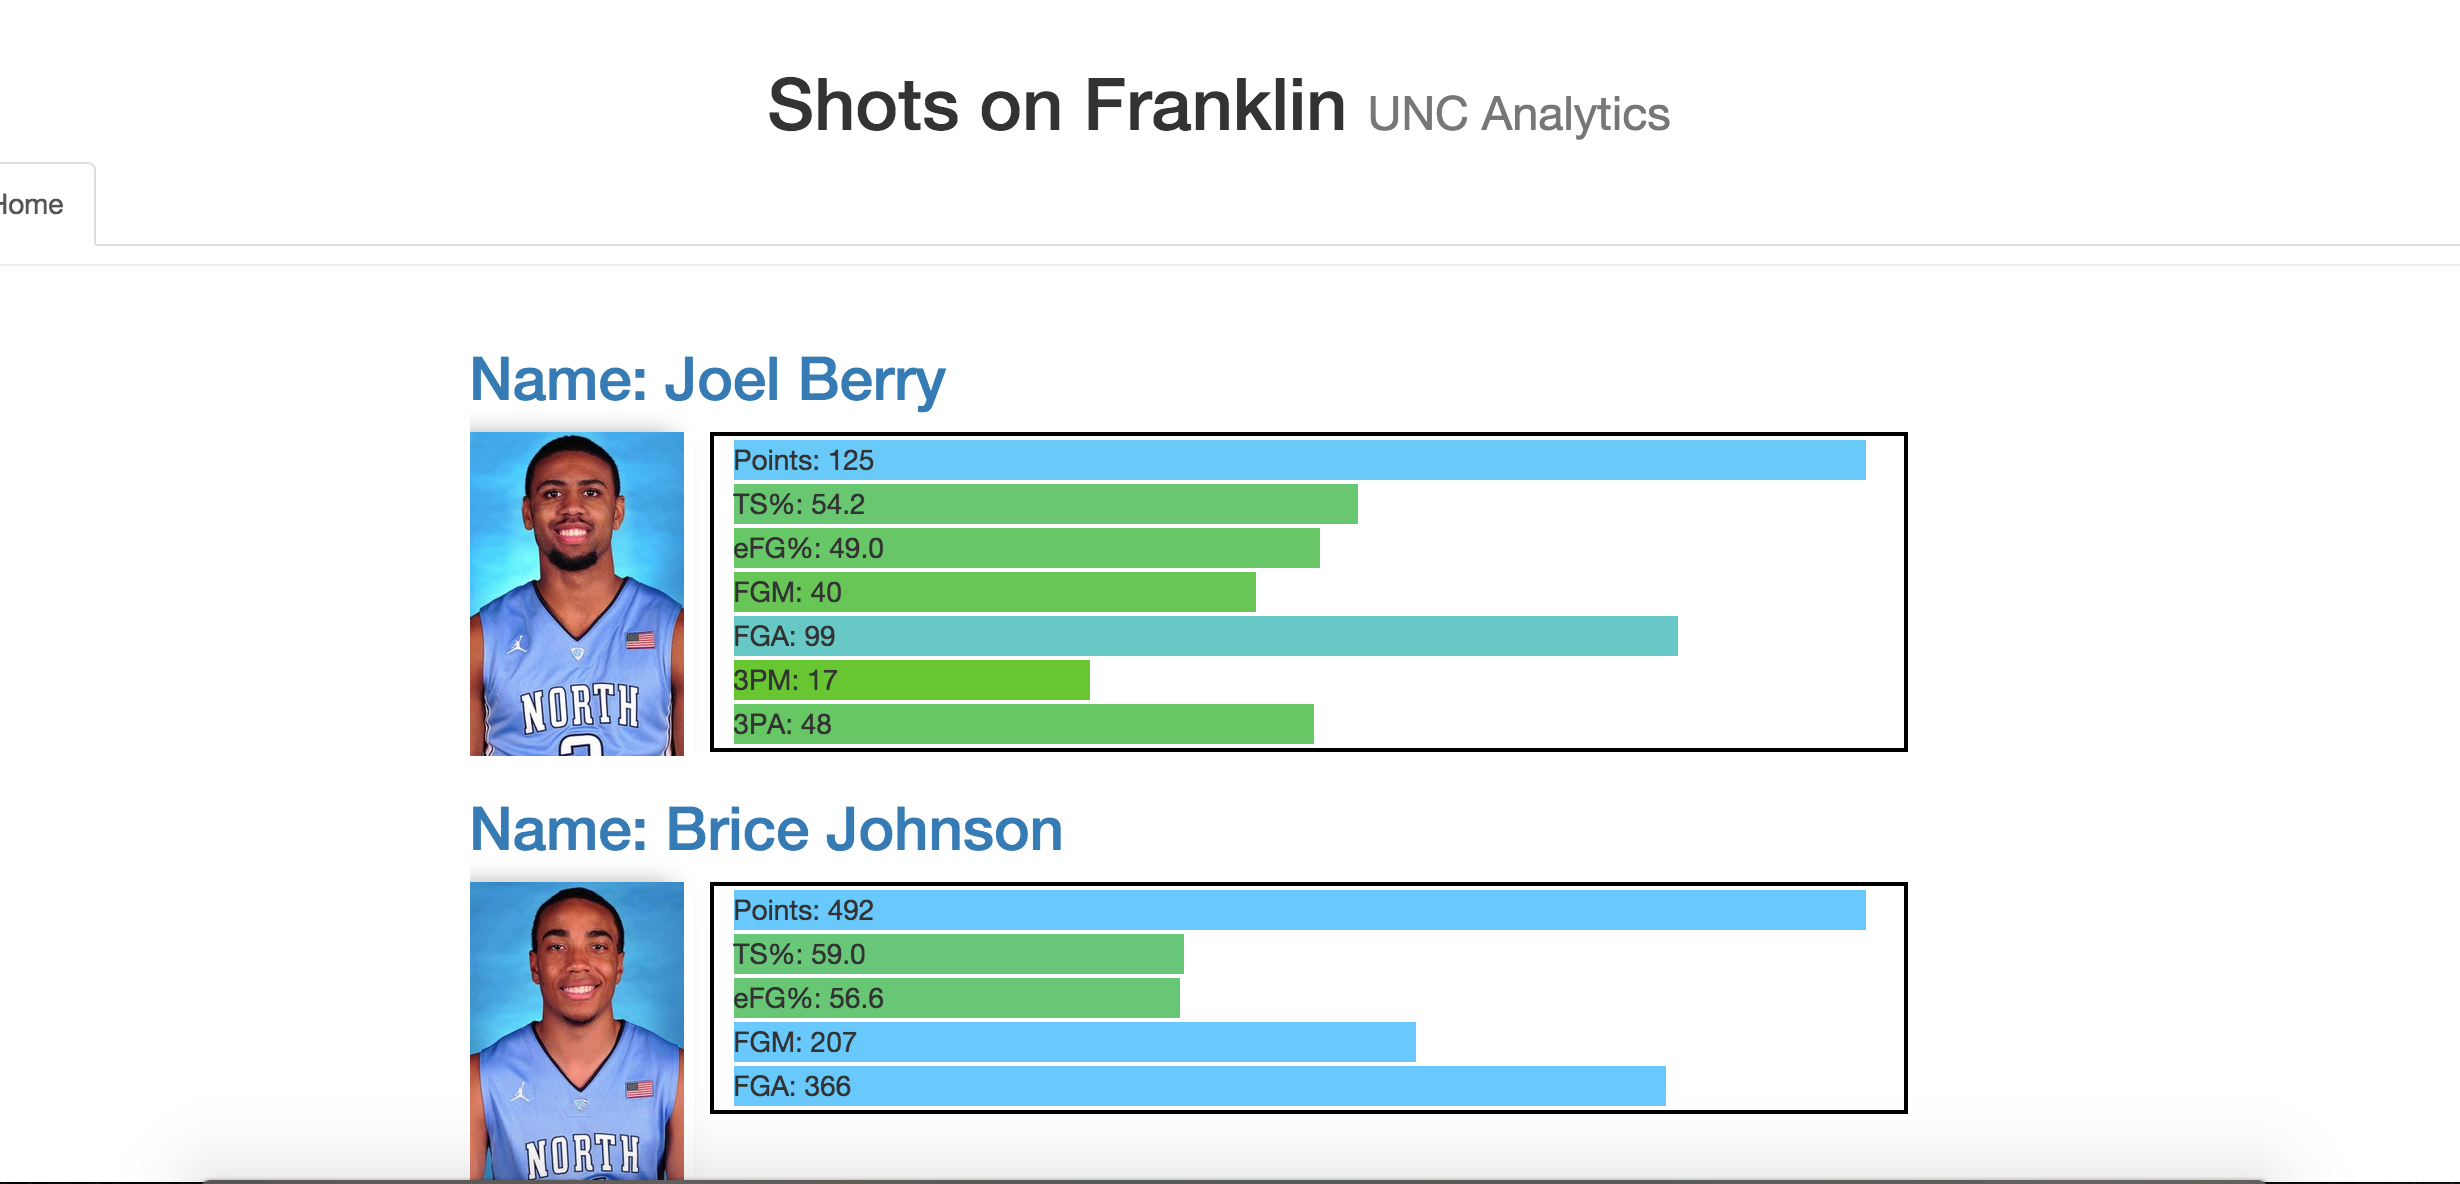 Shots on Franklin UNC Analytics
Home
Name: Joel Berry
Points: 125
TS%: 54.2
eFG%: 49.0
FGM: 40
FGA: 99
3PM: 17
3PA: 48
NORTH
Name: Brice Johnson
Points: 492
TS%: 59.0
eFG%: 56.6
FGM: 207
FGA: 366
NORTH